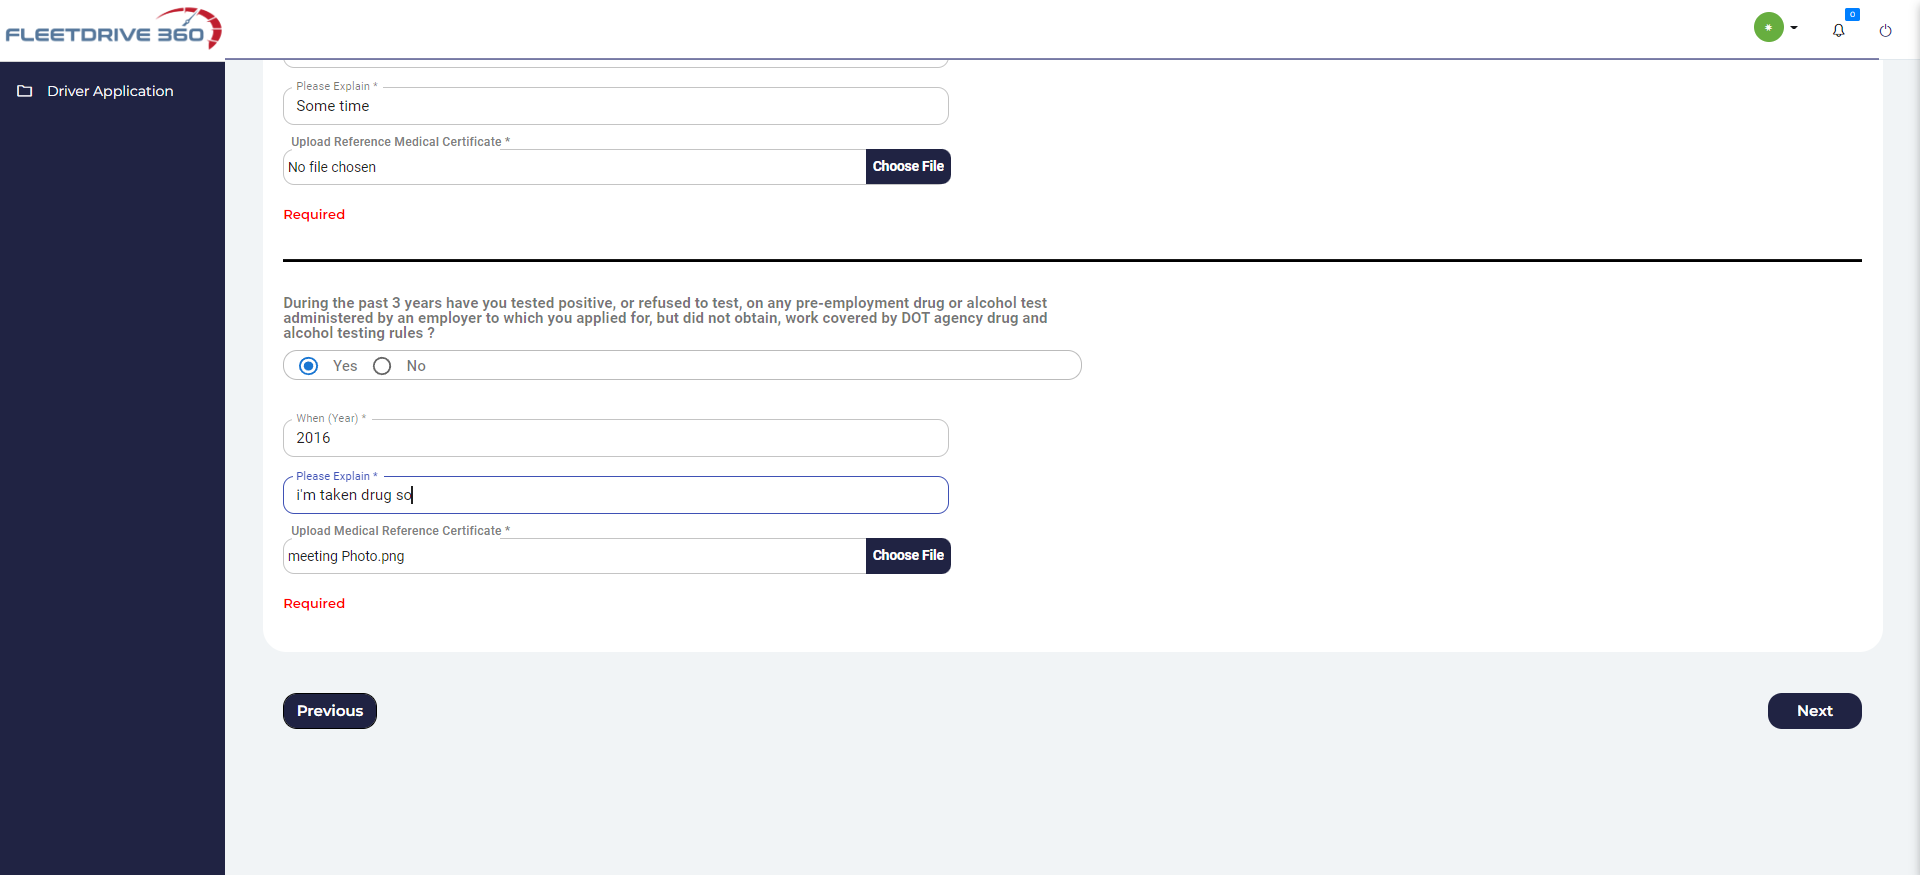 FLEETDRIVE 360
0
Driver Application
Please Explain *
Some time
Upload Reference Medical Certificate *
No file chosen
Choose File
Required
During the past 3 years have you tested positive, or refused to test, on any pre-employment drug or alcohol test
administered by an employer to which you applied for, but did not obtain, work covered by DOT agency drug and
alcohol testing rules ?
Yes
No
When (Year) *
2016
Please Explain *
i'm taken drug so
Upload Medical Reference Certificate *
meeting Photo.png
Choose File
Required
Previous
Next